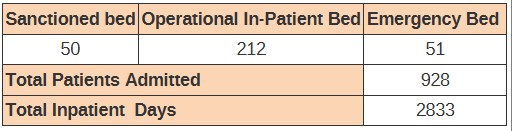 Sanctioned bed Operational In-Patient Bed Emergency Bed
50 212 51
Total Patients Admitted 928
Total Inpatient Days 2833